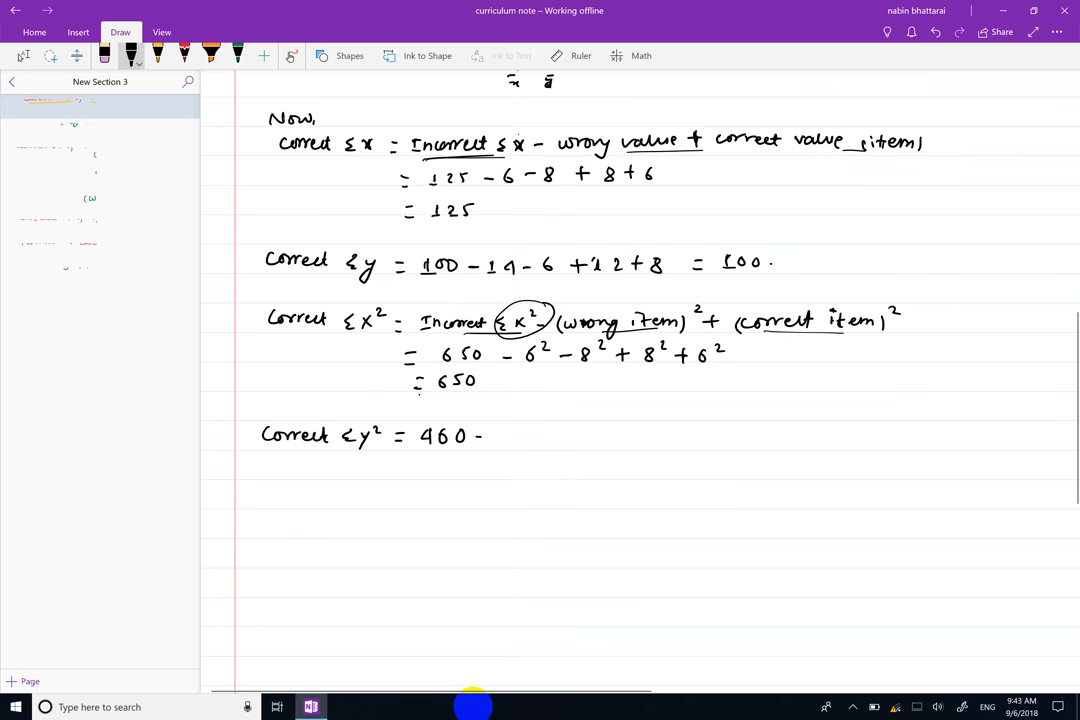 curriculum note – Working offline
nabin bhattarai
Home Insert Draw View
Share
Shapes Ink to Shape Ink to Text Ruler Math
New Section 3
Now,
Correct Σx = Incorrect Σx - wrong value + correct value (item)
= 125 - 6 - 8 + 8 + 6
= 125
Correct Σy = 100 - 14 - 6 + 12 + 8 = 100.
Correct Σx² = Incorrect Σx² - (wrong item)² + (correct item)²
= 650 - 6² - 8² + 8² + 6²
= 650
Correct Σy² = 460 -
+ Page
Type here to search
ENG
9:43 AM
9/6/2018